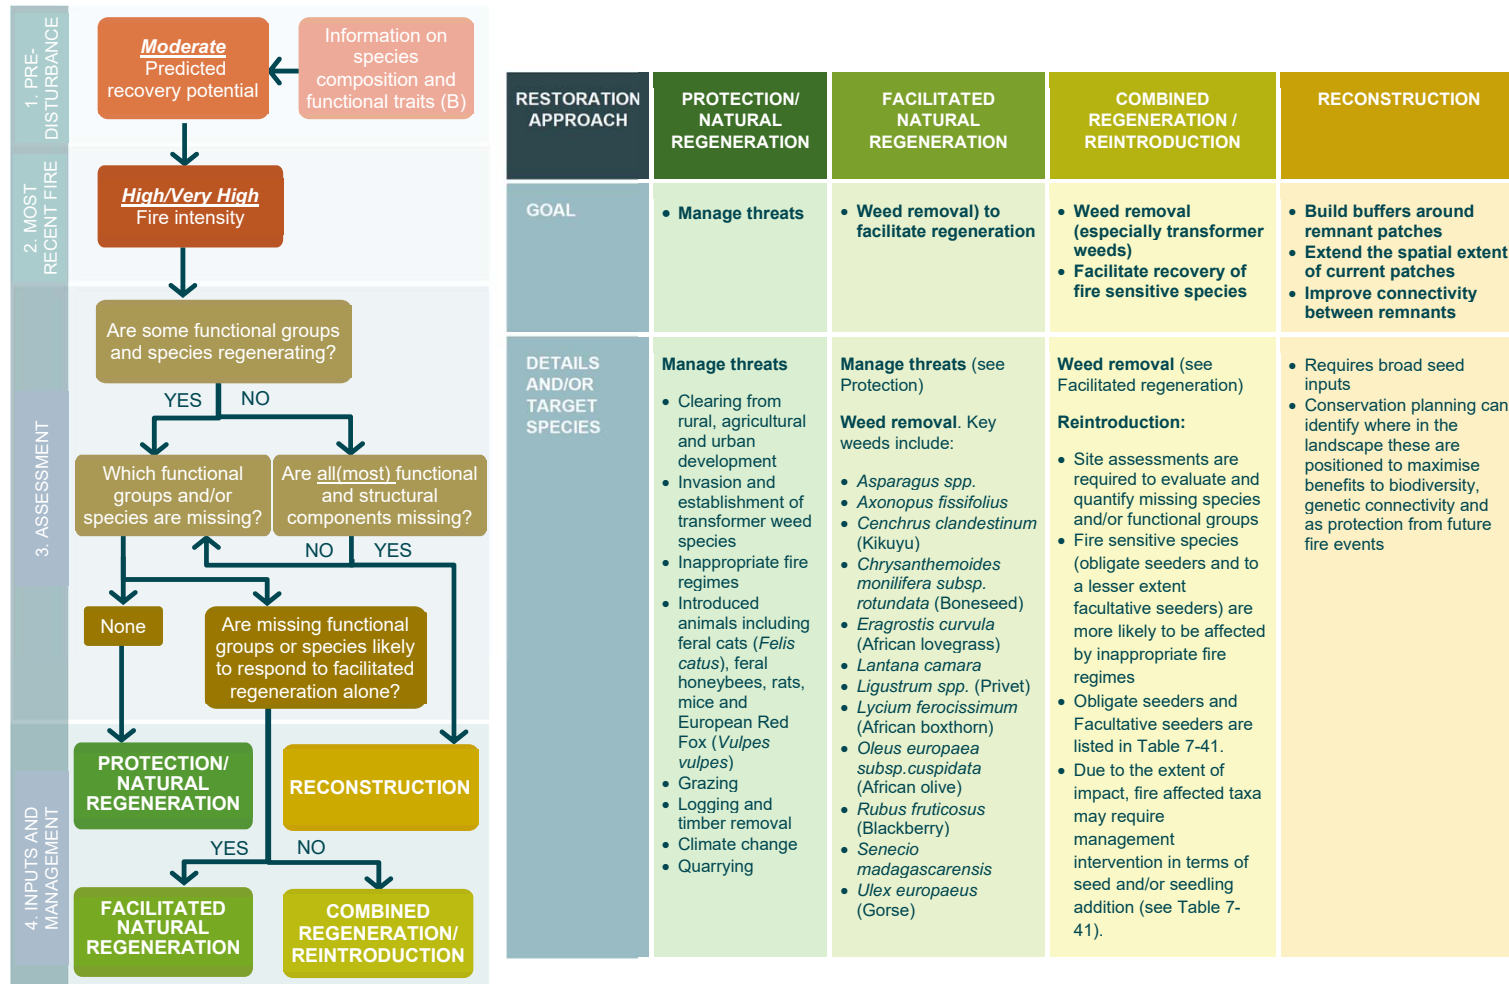 1. PRE-
DISTURBANCE
Moderate
Predicted
recovery potential
Information on
species
composition and
functional traits (B)
2. MOST
RECENT FIRE
High/Very High
Fire intensity
3. ASSESSMENT
Are some functional groups
and species regenerating?
YES
NO
Which functional
groups and/or
species are missing?
Are all(most) functional
and structural
components missing?
NO
YES
None
Are missing functional
groups or species likely
to respond to facilitated
regeneration alone?
4. INPUTS AND
MANAGEMENT
PROTECTION/
NATURAL
REGENERATION
RECONSTRUCTION
YES
NO
FACILITATED
NATURAL
REGENERATION
COMBINED
REGENERATION/
REINTRODUCTION
RESTORATION
APPROACH
PROTECTION/
NATURAL
REGENERATION
FACILITATED
NATURAL
REGENERATION
COMBINED
REGENERATION /
REINTRODUCTION
RECONSTRUCTION
GOAL
• Manage threats
• Weed removal) to
facilitate regeneration
• Weed removal
(especially transformer
weeds)
• Facilitate recovery of
fire sensitive species
• Build buffers around
remnant patches
• Extend the spatial extent
of current patches
• Improve connectivity
between remnants
DETAILS
AND/OR
TARGET
SPECIES
Manage threats
• Clearing from
rural, agricultural
and urban
development
• Invasion and
establishment of
transformer weed
species
• Inappropriate fire
regimes
• Introduced
animals including
feral cats (Felis
catus), feral
honeybees, rats,
mice and
European Red
Fox (Vulpes
vulpes)
• Grazing
• Logging and
timber removal
• Climate change
• Quarrying
Manage threats (see
Protection)
Weed removal. Key
weeds include:
• Asparagus spp.
• Axonopus fissifolius
• Cenchrus clandestinum
(Kikuyu)
• Chrysanthemoides
monilifera subsp.
rotundata (Boneseed)
• Eragrostis curvula
(African lovegrass)
• Lantana camara
• Ligustrum spp. (Privet)
• Lycium ferocissimum
(African boxthorn)
• Oleus europaea
subsp.cuspidata
(African olive)
• Rubus fruticosus
(Blackberry)
• Senecio
madagascarensis
• Ulex europaeus
(Gorse)
Weed removal (see
Facilitated regeneration)
Reintroduction:
• Site assessments are
required to evaluate and
quantify missing species
and/or functional groups
• Fire sensitive species
(obligate seeders and to
a lesser extent
facultative seeders) are
more likely to be affected
by inappropriate fire
regimes
• Obligate seeders and
Facultative seeders are
listed in Table 7-41.
• Due to the extent of
impact, fire affected taxa
may require
management
intervention in terms of
seed and/or seedling
addition (see Table 7-
41).
• Requires broad seed
inputs
• Conservation planning can
identify where in the
landscape these are
positioned to maximise
benefits to biodiversity,
genetic connectivity and
as protection from future
fire events